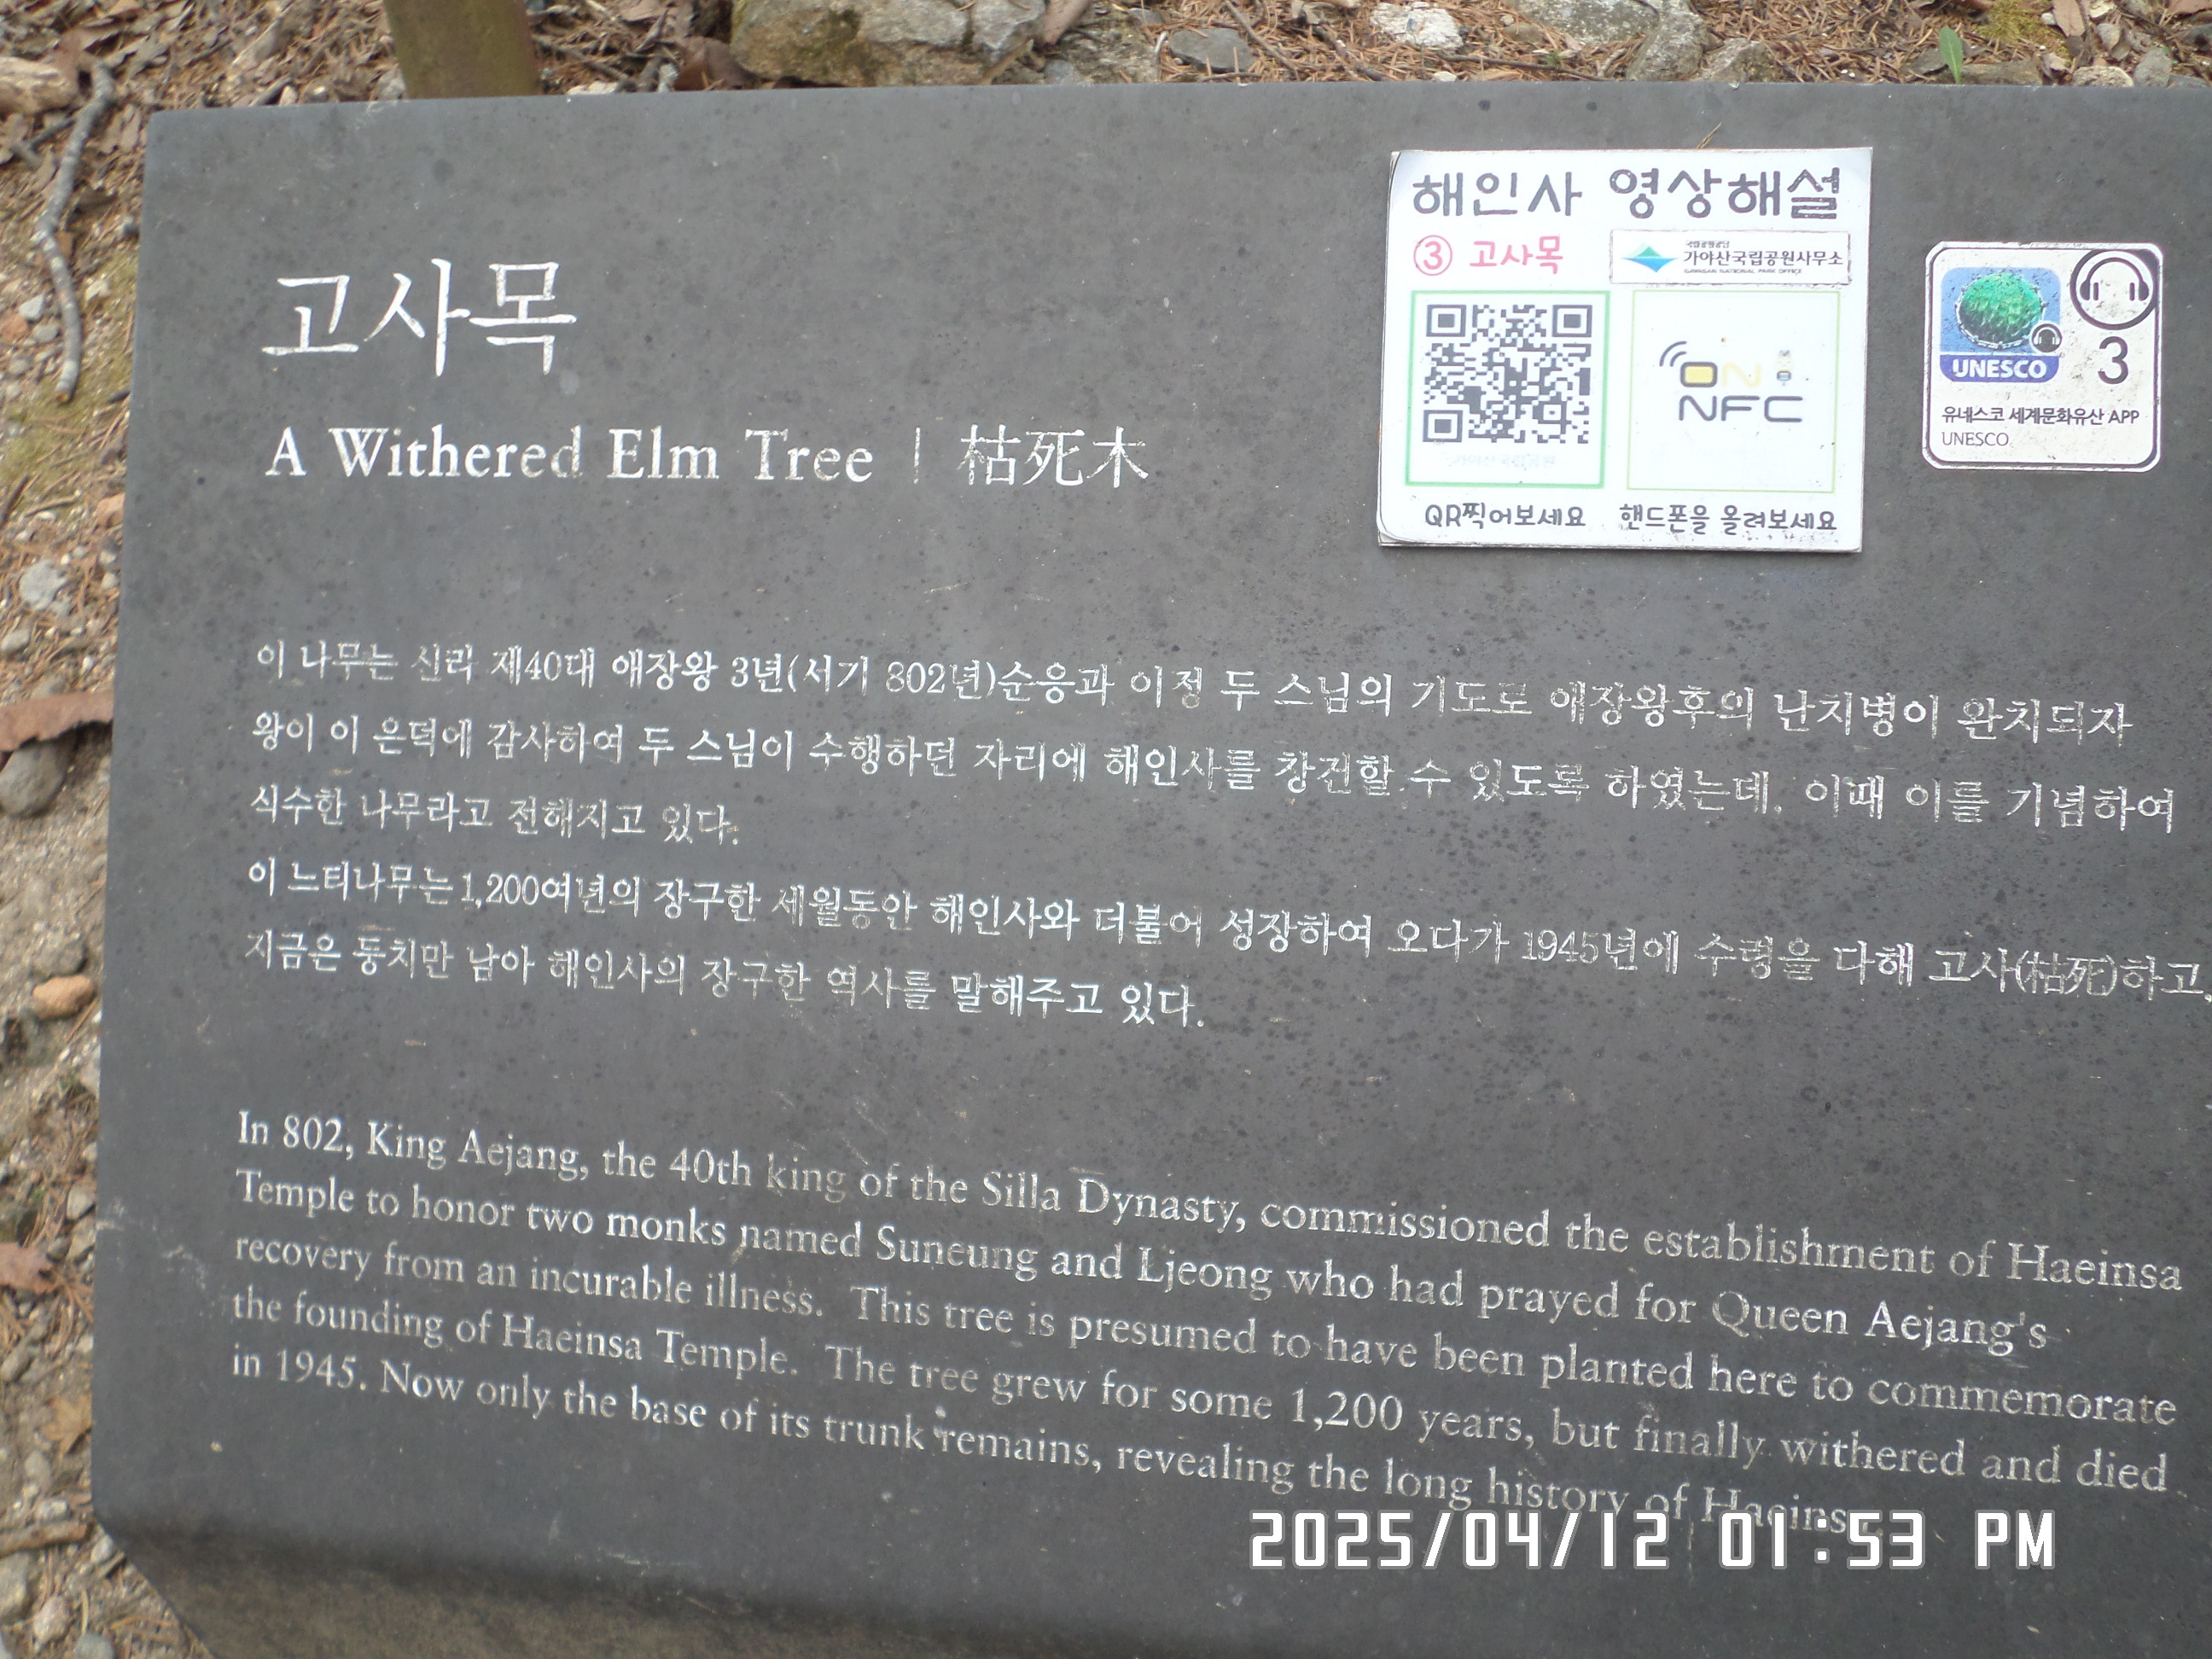 고사목
A Withered Elm Tree | 枯死木
해인사 영상해설
③ 고사목
국립공원공단
가야산국립공원사무소
GAYASAN NATIONAL PARK OFFICE
ON
NFC
QR찍어보세요
핸드폰을 올려보세요
UNESCO
3
유네스코 세계문화유산 APP
UNESCO
이 나무는 신라 제40대 애장왕 3년(서기 802년)순응과 이정 두 스님의 기도로 애장왕후의 난치병이 완치되자
왕이 이 은덕에 감사하여 두 스님이 수행하던 자리에 해인사를 창건할 수 있도록 하였는데, 이때 이를 기념하여
식수한 나무라고 전해지고 있다.
이 느티나무는 1,200여년의 장구한 세월동안 해인사와 더불어 성장하여 오다가 1945년에 수령을 다해 고사(枯死)하고,
지금은 둥치만 남아 해인사의 장구한 역사를 말해주고 있다.
In 802, King Aejang, the 40th king of the Silla Dynasty, commissioned the establishment of Haeinsa
Temple to honor two monks named Suneung and Ljeong who had prayed for Queen Aejang's
recovery from an incurable illness. This tree is presumed to have been planted here to commemorate
the founding of Haeinsa Temple. The tree grew for some 1,200 years, but finally withered and died
in 1945. Now only the base of its trunk remains, revealing the long history of Haeins
2025/04/12 01:53 PM